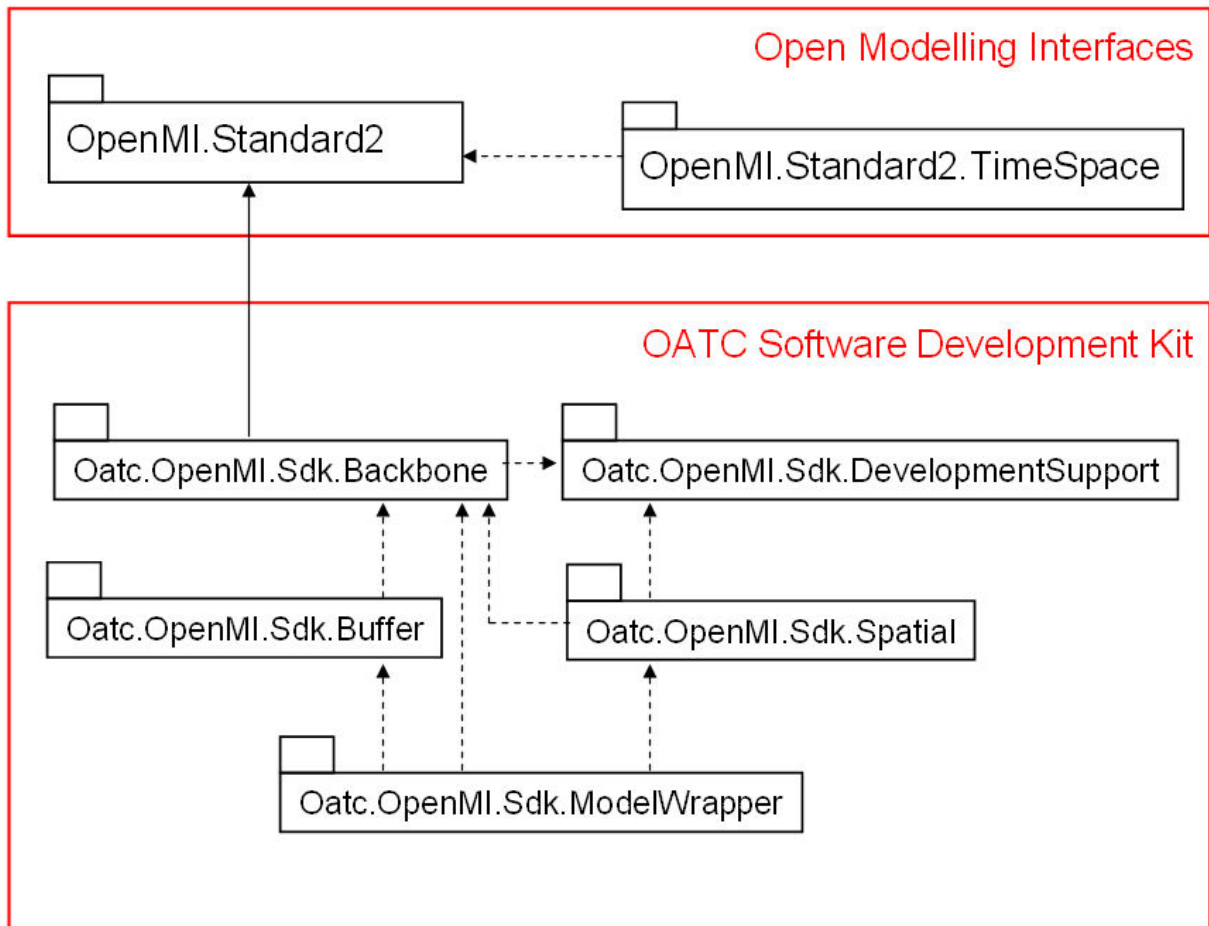 Open Modelling Interfaces
OpenMI.Standard2
OpenMI.Standard2.TimeSpace
OATC Software Development Kit
Oatc.OpenMI.Sdk.Backbone
Oatc.OpenMI.Sdk.DevelopmentSupport
Oatc.OpenMI.Sdk.Buffer
Oatc.OpenMI.Sdk.Spatial
Oatc.OpenMI.Sdk.ModelWrapper